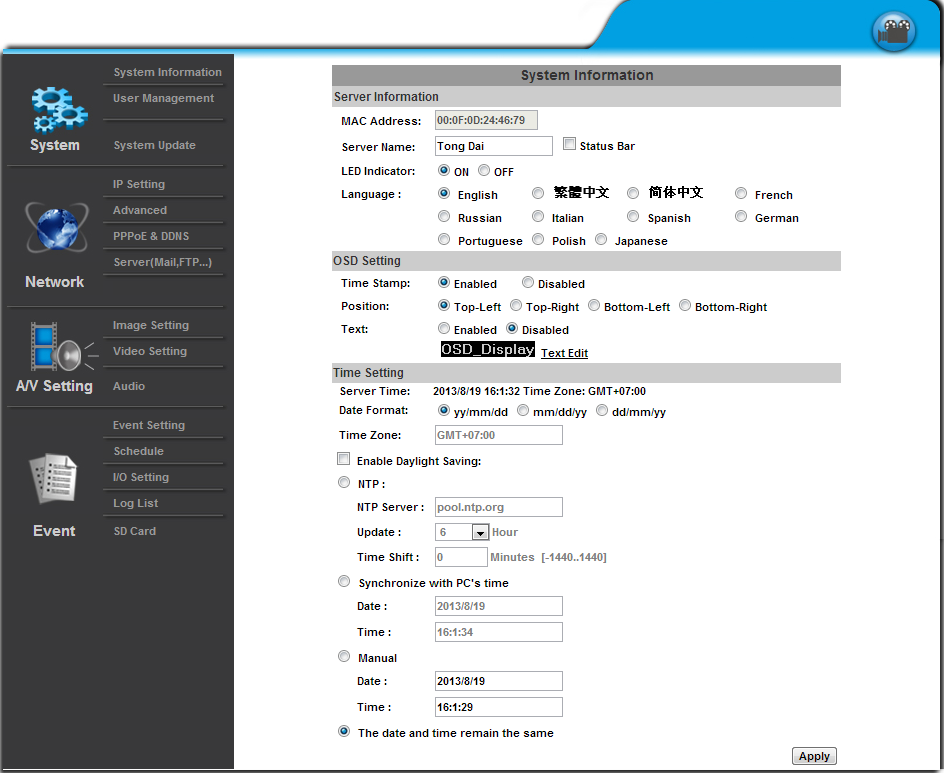 System Information
User Management
System
System Update
IP Setting
Advanced
PPPoE & DDNS
Server(Mail,FTP...)
Network
Image Setting
Video Setting
A/V Setting
Audio
Event Setting
Schedule
I/O Setting
Log List
Event
SD Card
System Information
Server Information
MAC Address: 00:0F:0D:24:46:79
Server Name: Tong Dai Status Bar
LED Indicator: ON OFF
Language : English 繁體中文 简体中文 French
Russian Italian Spanish German
Portuguese Polish Japanese
OSD Setting
Time Stamp: Enabled Disabled
Position: Top-Left Top-Right Bottom-Left Bottom-Right
Text: Enabled Disabled
OSD_Display Text Edit
Time Setting
Server Time: 2013/8/19 16:1:32 Time Zone: GMT+07:00
Date Format: yy/mm/dd mm/dd/yy dd/mm/yy
Time Zone: GMT+07:00
Enable Daylight Saving:
NTP :
NTP Server : pool.ntp.org
Update : 6 Hour
Time Shift : 0 Minutes [-1440..1440]
Synchronize with PC's time
Date : 2013/8/19
Time : 16:1:34
Manual
Date : 2013/8/19
Time : 16:1:29
The date and time remain the same
Apply